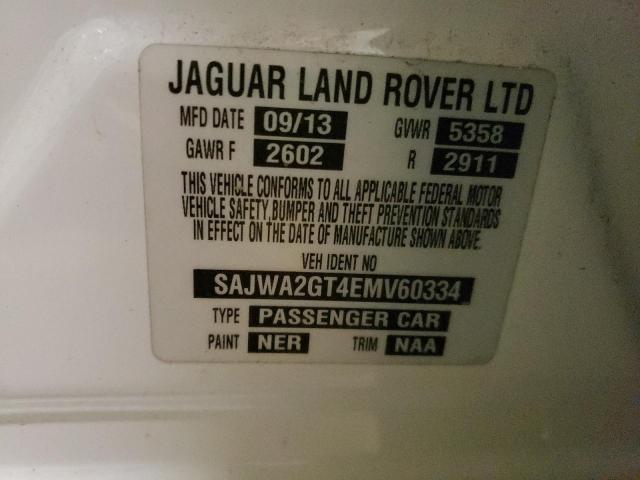 JAGUAR LAND ROVER LTD
MFD DATE 09/13 GVWR 5358
GAWR F 2602 R 2911
THIS VEHICLE CONFORMS TO ALL APPLICABLE FEDERAL MOTOR
VEHICLE SAFETY, BUMPER AND THEFT PREVENTION STANDARDS
IN EFFECT ON THE DATE OF MANUFACTURE SHOWN ABOVE.
VEH IDENT NO
SAJWA2GT4EMV60334
TYPE PASSENGER CAR
PAINT NER TRIM NAA